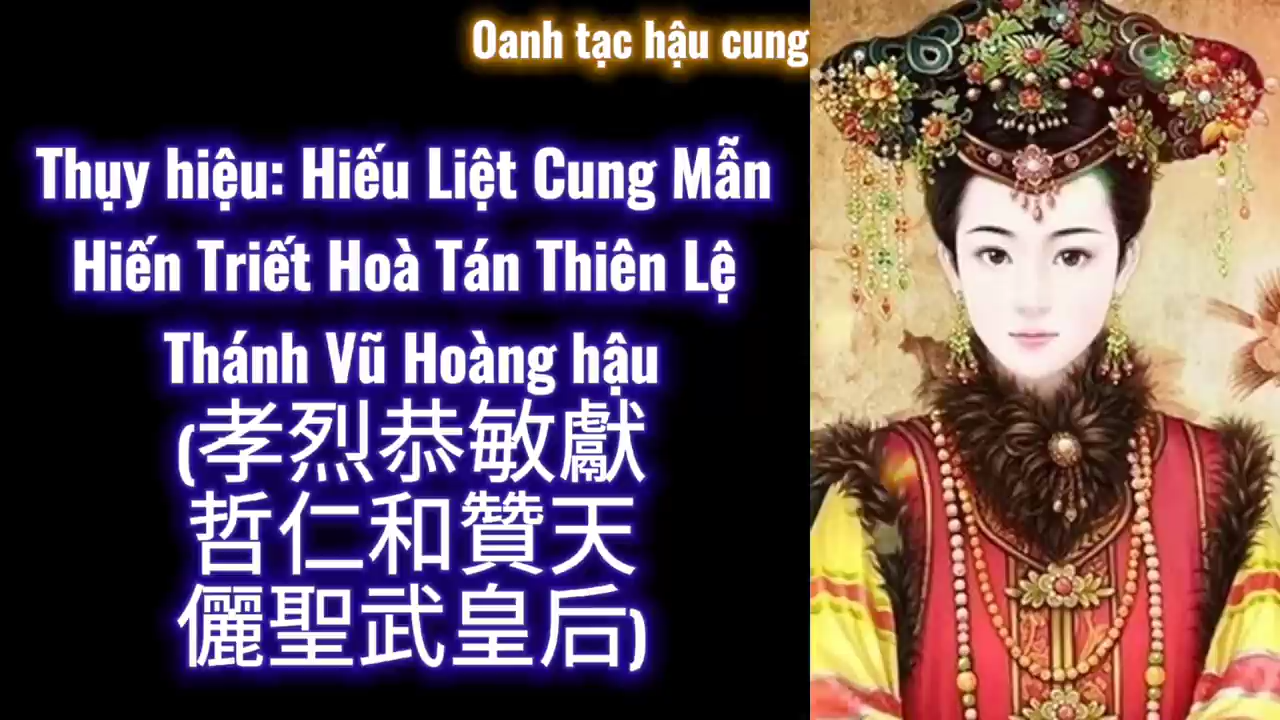 Oanh tạc hậu cung
Thụy hiệu: Hiếu Liệt Cung Mẫn
Hiến Triết Hoà Tán Thiên Lệ
Thánh Vũ Hoàng hậu
(孝烈恭敏獻
哲仁和贊天
儷聖武皇后)